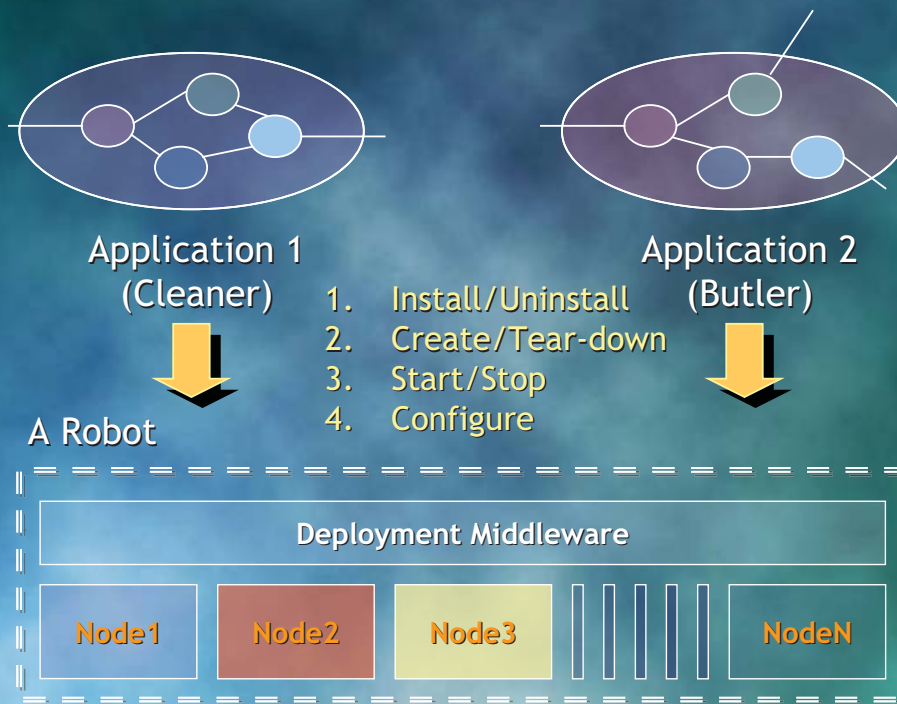 Application 1
(Cleaner)
Application 2
(Butler)
1. Install/Uninstall
2. Create/Tear-down
3. Start/Stop
4. Configure
A Robot
Deployment Middleware
Node1
Node2
Node3
NodeN